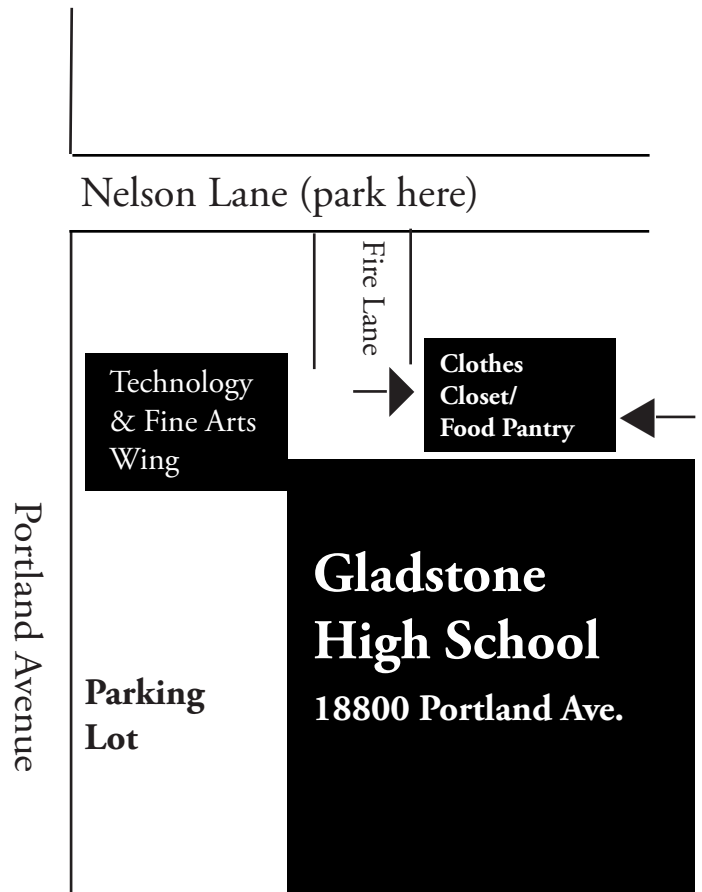 Nelson Lane (park here)
Fire Lane
Clothes
Closet/
Food Pantry
Technology
& Fine Arts
Wing
Portland Avenue
Gladstone
High School
18800 Portland Ave.
Parking
Lot